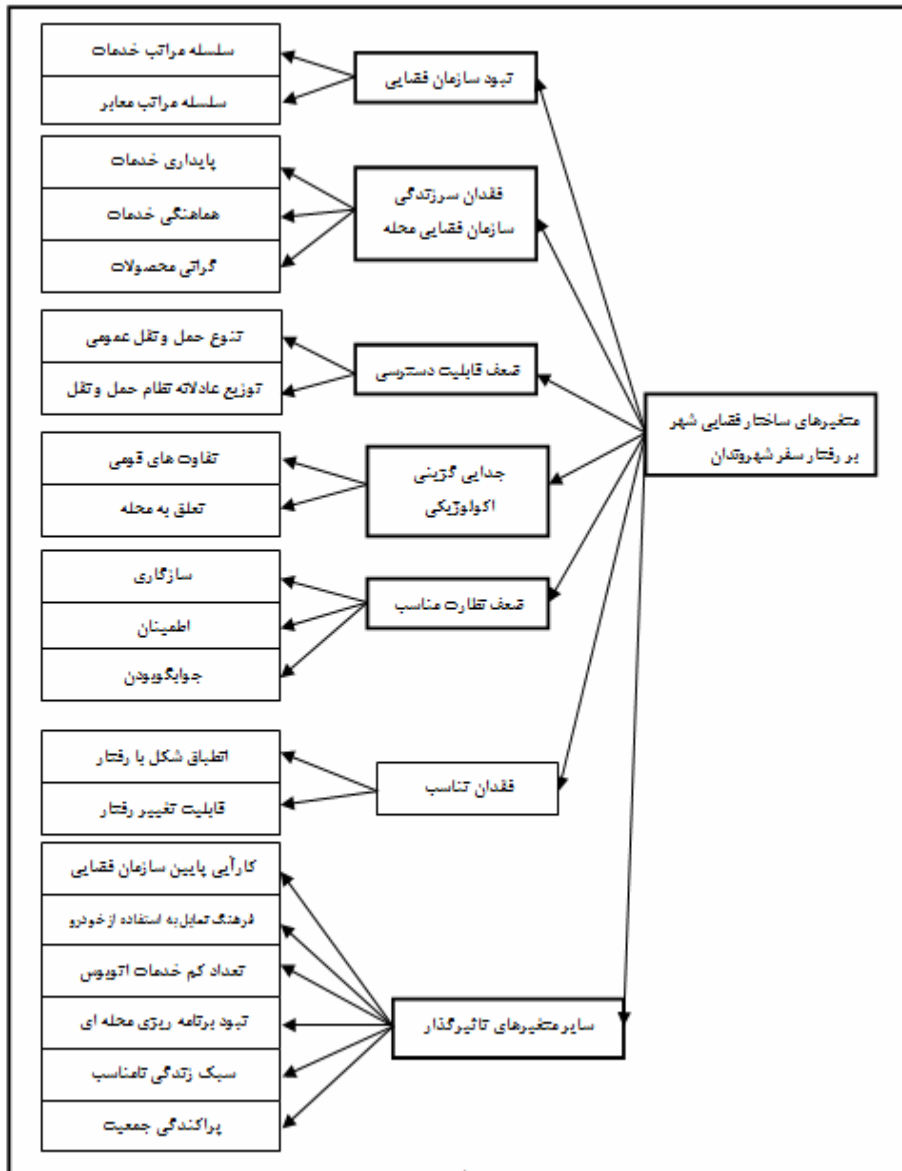 متغیرهای ساختار فضایی شهر
بر رفتار سفر شهروندان
نبود سازمان فضایی
سلسله مراتب خدمات
سلسله مراتب معابر
فقدان سرزندگی
سازمان فضایی محله
پایداری خدمات
هماهنگی خدمات
گرانی محصولات
ضعف قابلیت دسترسی
تنوع حمل و نقل عمومی
توزیع عادلانه نظام حمل و نقل
جدایی گزینی
اکولوژیکی
تفاوت های قومی
تعلق به محله
ضعف نظارت مناسب
سازگاری
اطمینان
جوابگوبودن
فقدان تناسب
انطباق شکل با رفتار
قابلیت تغییر رفتار
سایر متغیرهای تاثیرگذار
کارآیی پایین سازمان فضایی
فرهنگ تمایل به استفاده از خودرو
تعداد کم خدمات اتوبوس
نبود برنامه ریزی محله ای
سبک زندگی نامناسب
پراکندگی جمعیت